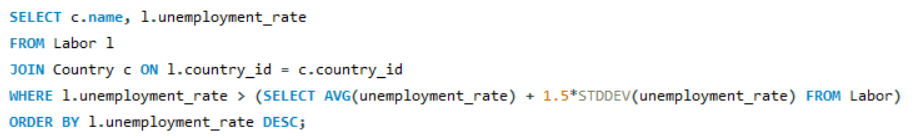 SELECT c.name, l.unemployment_rate
FROM Labor l
JOIN Country c ON l.country_id = c.country_id
WHERE l.unemployment_rate > (SELECT AVG(unemployment_rate) + 1.5*STDDEV(unemployment_rate) FROM Labor)
ORDER BY l.unemployment_rate DESC;